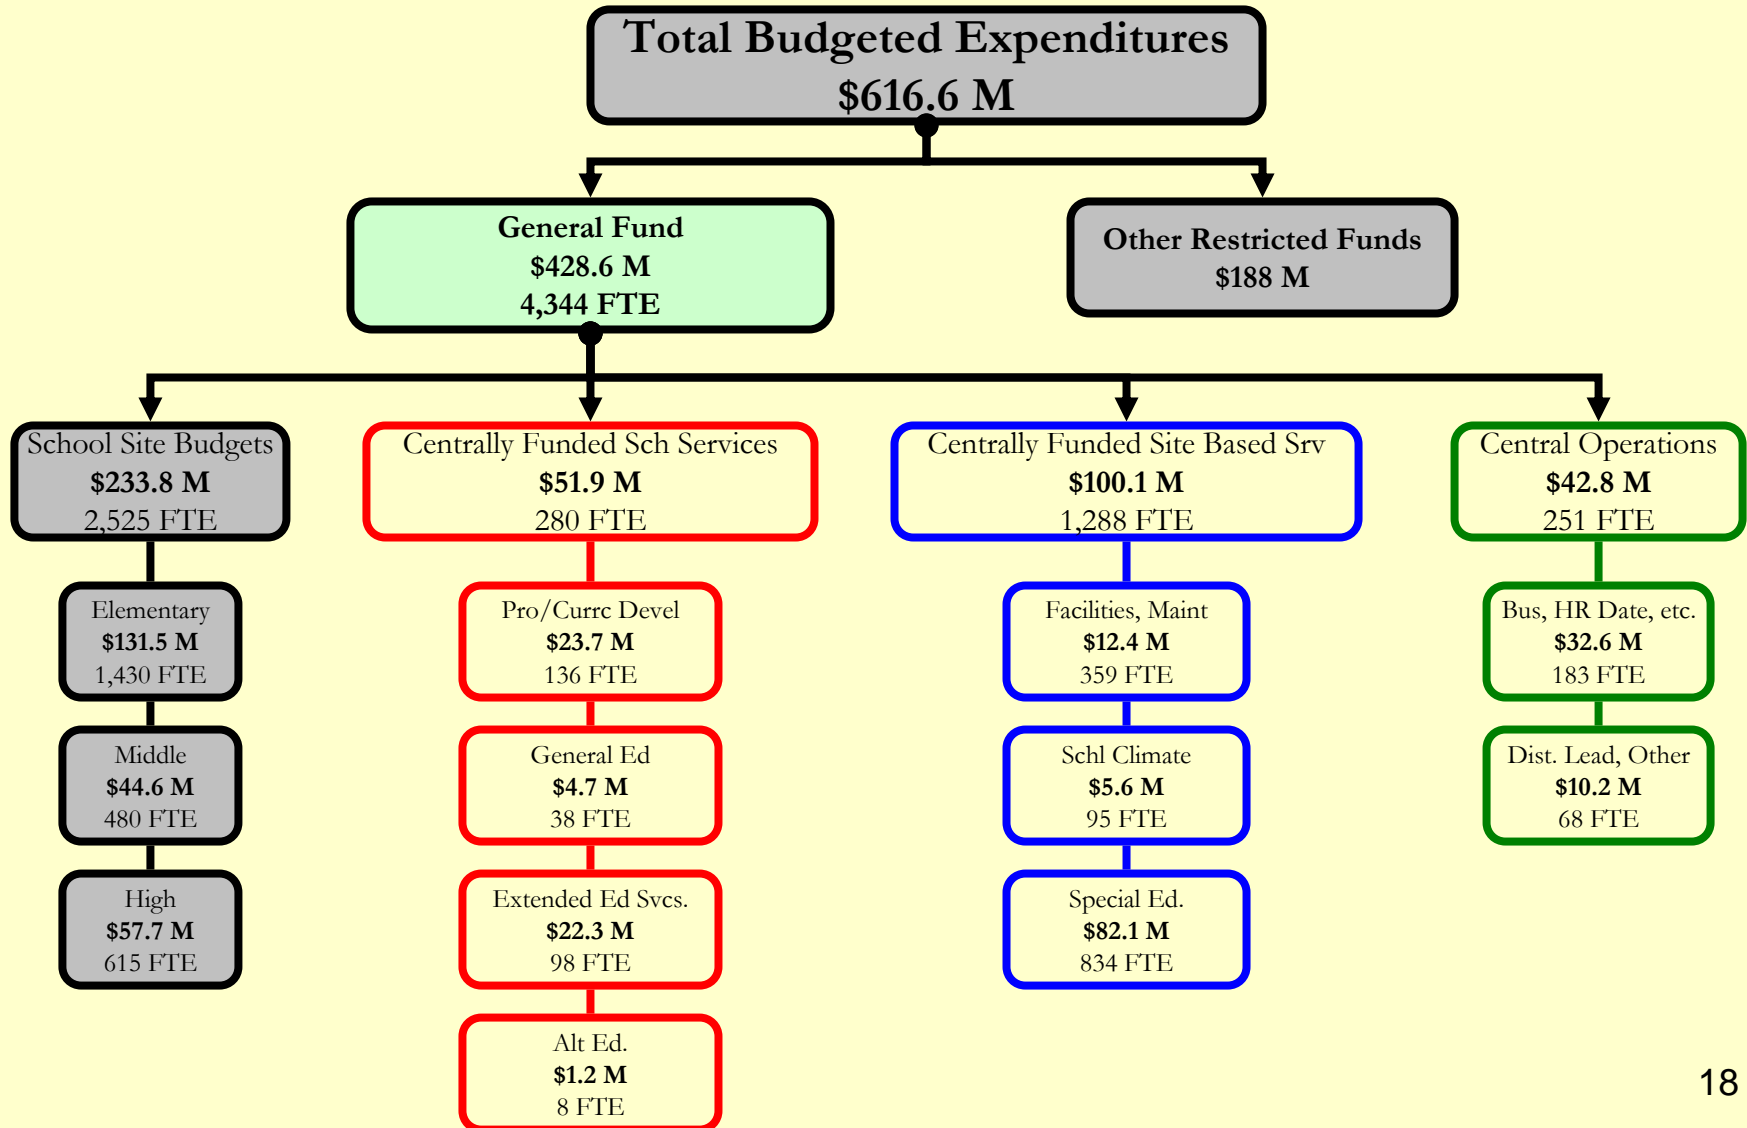 Total Budgeted Expenditures
$616.6 M
General Fund
$428.6 M
4,344 FTE
Other Restricted Funds
$188 M
School Site Budgets
$233.8 M
2,525 FTE
Centrally Funded Sch Services
$51.9 M
280 FTE
Centrally Funded Site Based Srv
$100.1 M
1,288 FTE
Central Operations
$42.8 M
251 FTE
Elementary
$131.5 M
1,430 FTE
Pro/Currc Devel
$23.7 M
136 FTE
Facilities, Maint
$12.4 M
359 FTE
Bus, HR Date, etc.
$32.6 M
183 FTE
Middle
$44.6 M
480 FTE
General Ed
$4.7 M
38 FTE
Schl Climate
$5.6 M
95 FTE
Dist. Lead, Other
$10.2 M
68 FTE
High
$57.7 M
615 FTE
Extended Ed Svcs.
$22.3 M
98 FTE
Special Ed.
$82.1 M
834 FTE
Alt Ed.
$1.2 M
8 FTE
18